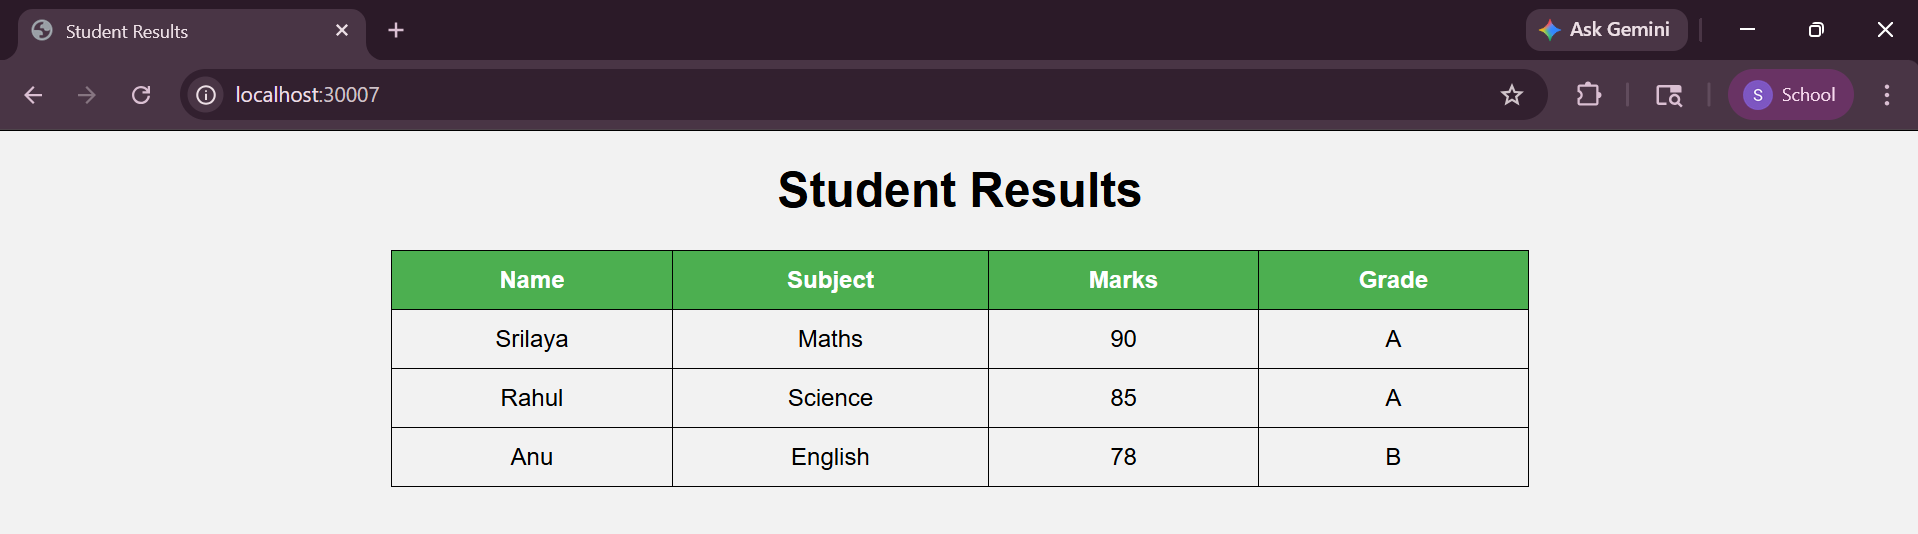 Student Results
Ask Gemini
localhost:30007
S School
Student Results
Name Subject Marks Grade
Srilaya Maths 90 A
Rahul Science 85 A
Anu English 78 B